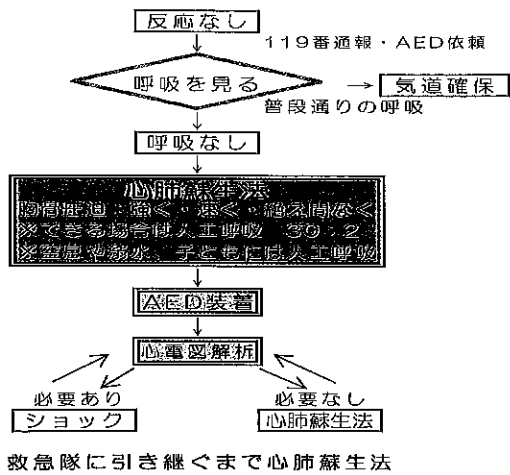 反応なし
119番通報・AED依頼
呼吸を見る
気道確保
普段通りの呼吸
呼吸なし
心肺蘇生法
胸骨圧迫・強く・速く・絶え間なく
※できる場合は人工呼吸 30:2
※窒息や溺水、子どもには人工呼吸
AED装着
心電図解析
必要あり
必要なし
ショック
心肺蘇生法
救急隊に引き継ぐまで心肺蘇生法